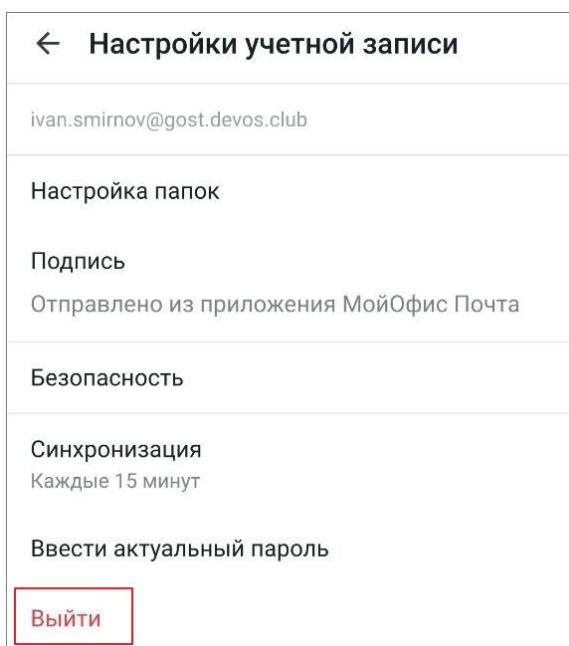 Настройки учетной записи
ivan.smirnov@gost.devos.club
Настройка папок
Подпись
Отправлено из приложения МойОфис Почта
Безопасность
Синхронизация
Каждые 15 минут
Ввести актуальный пароль
Выйти